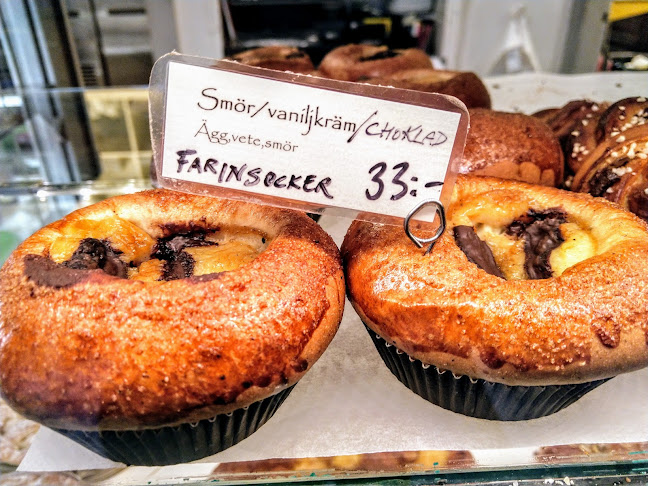 Smör/vaniljkräm/CHOKLAD
Ägg,vete,smör
FARINSOCKER 33:-